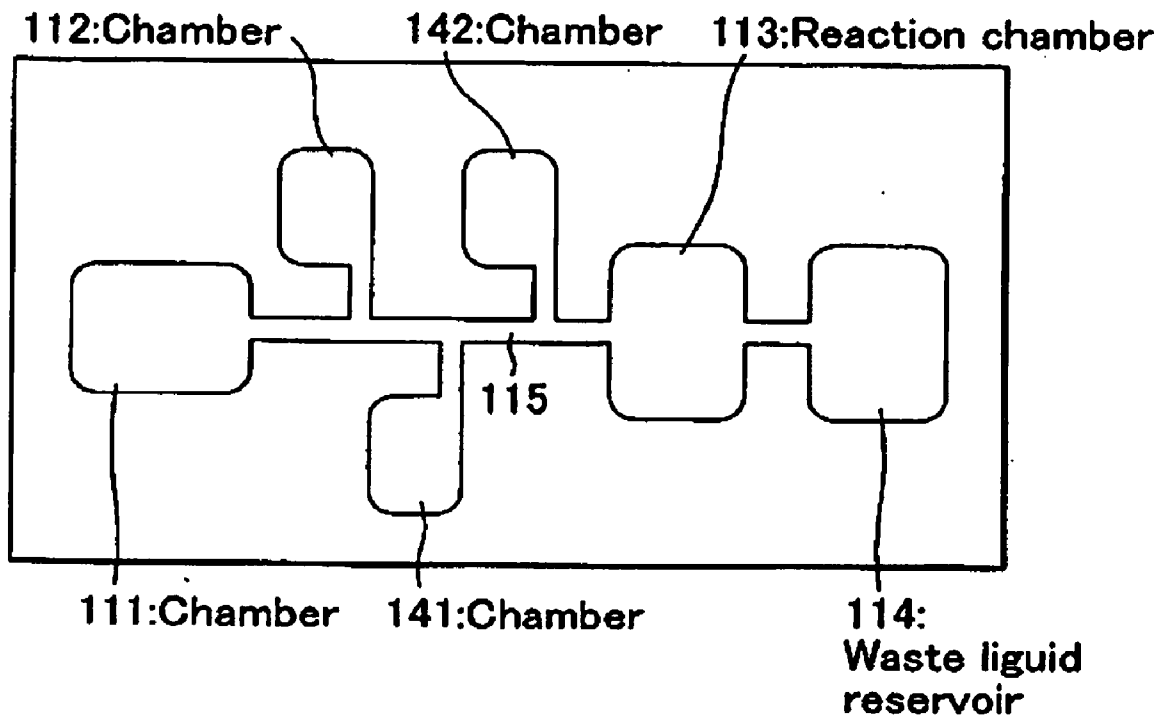 112:Chamber
142:Chamber
113:Reaction chamber
115
111:Chamber
141:Chamber
114:
Waste liguid
reservoir